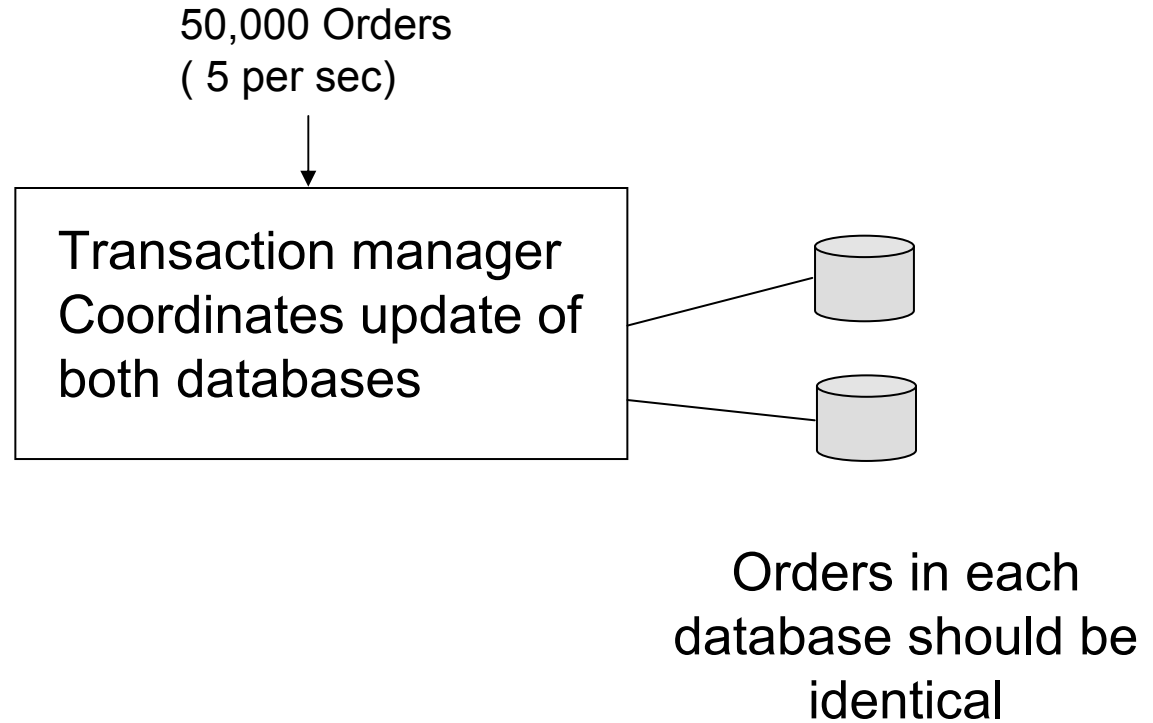 50,000 Orders
( 5 per sec)
Transaction manager
Coordinates update of
both databases
Orders in each
database should be
identical